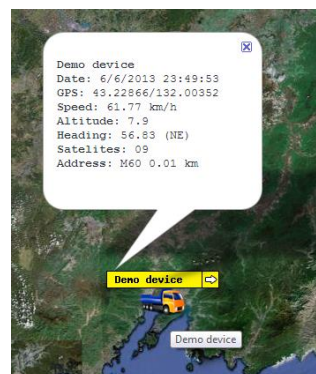 Demo device
Date: 6/6/2013 23:49:53
GPS: 43.22866/132.00352
Speed: 61.77 km/h
Altitude: 7.9
Heading: 56.83 (NE)
Satelites: 09
Address: M60 0.01 km
Demo device
Demo device